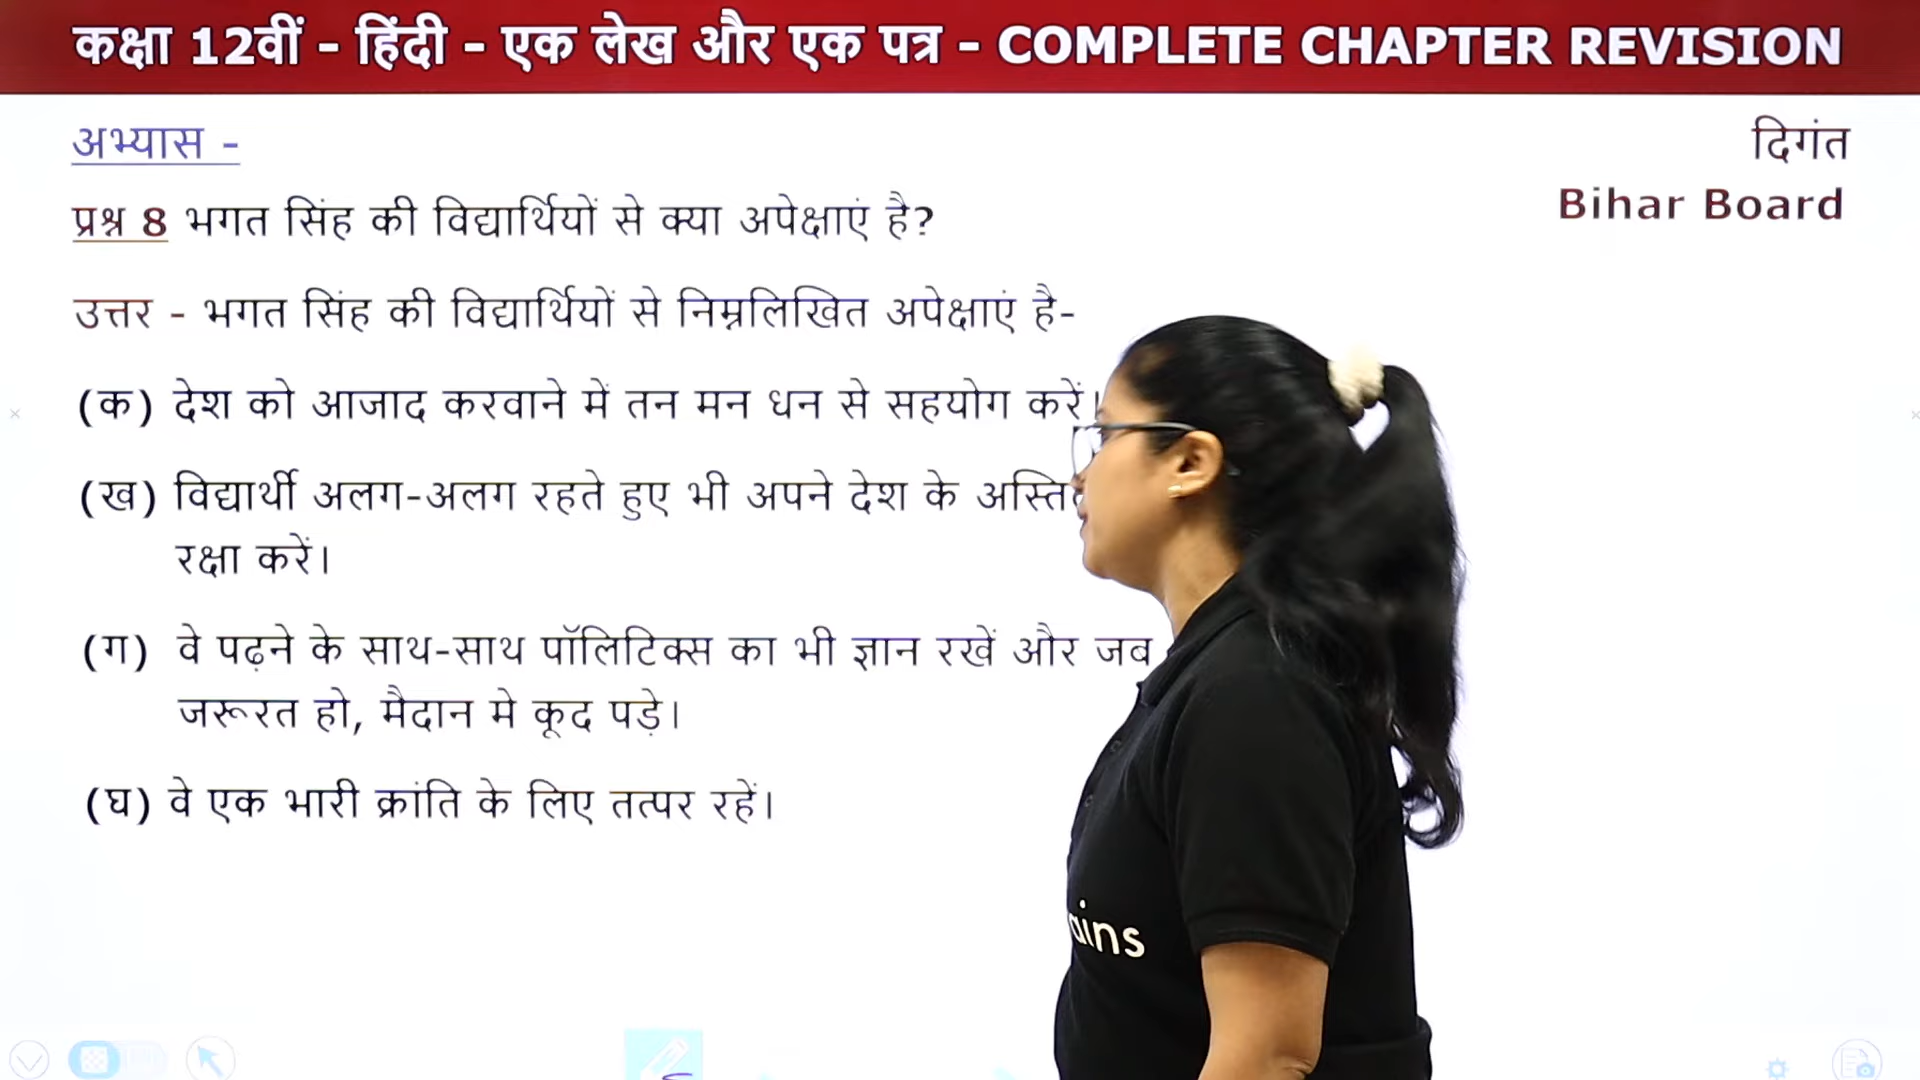 कक्षा 12वीं - हिंदी - एक लेख और एक पत्र - COMPLETE CHAPTER REVISION
अभ्यास -
दिगंत
Bihar Board
प्रश्न 8 भगत सिंह की विद्यार्थियों से क्या अपेक्षाएं है?
उत्तर - भगत सिंह की विद्यार्थियों से निम्नलिखित अपेक्षाएं है-
(क) देश को आजाद करवाने में तन मन धन से सहयोग करें।
(ख) विद्यार्थी अलग-अलग रहते हुए भी अपने देश के
रक्षा करें।
(ग) वे पढ़ने के साथ-साथ पॉलिटिक्स का भी ज्ञान रखें और जब
जरूरत हो, मैदान मे कूद पड़े।
(घ) वे एक भारी क्रांति के लिए तत्पर रहें।